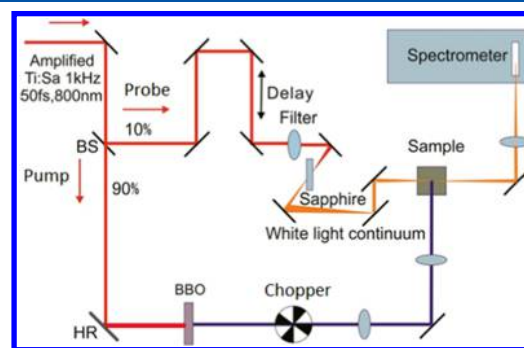 Amplified
Ti:Sa 1kHz
50fs,800nm
Probe
10%
Delay
Filter
Spectrometer
BS
Pump
90%
Sapphire
Sample
White light continuum
BBO
Chopper
HR